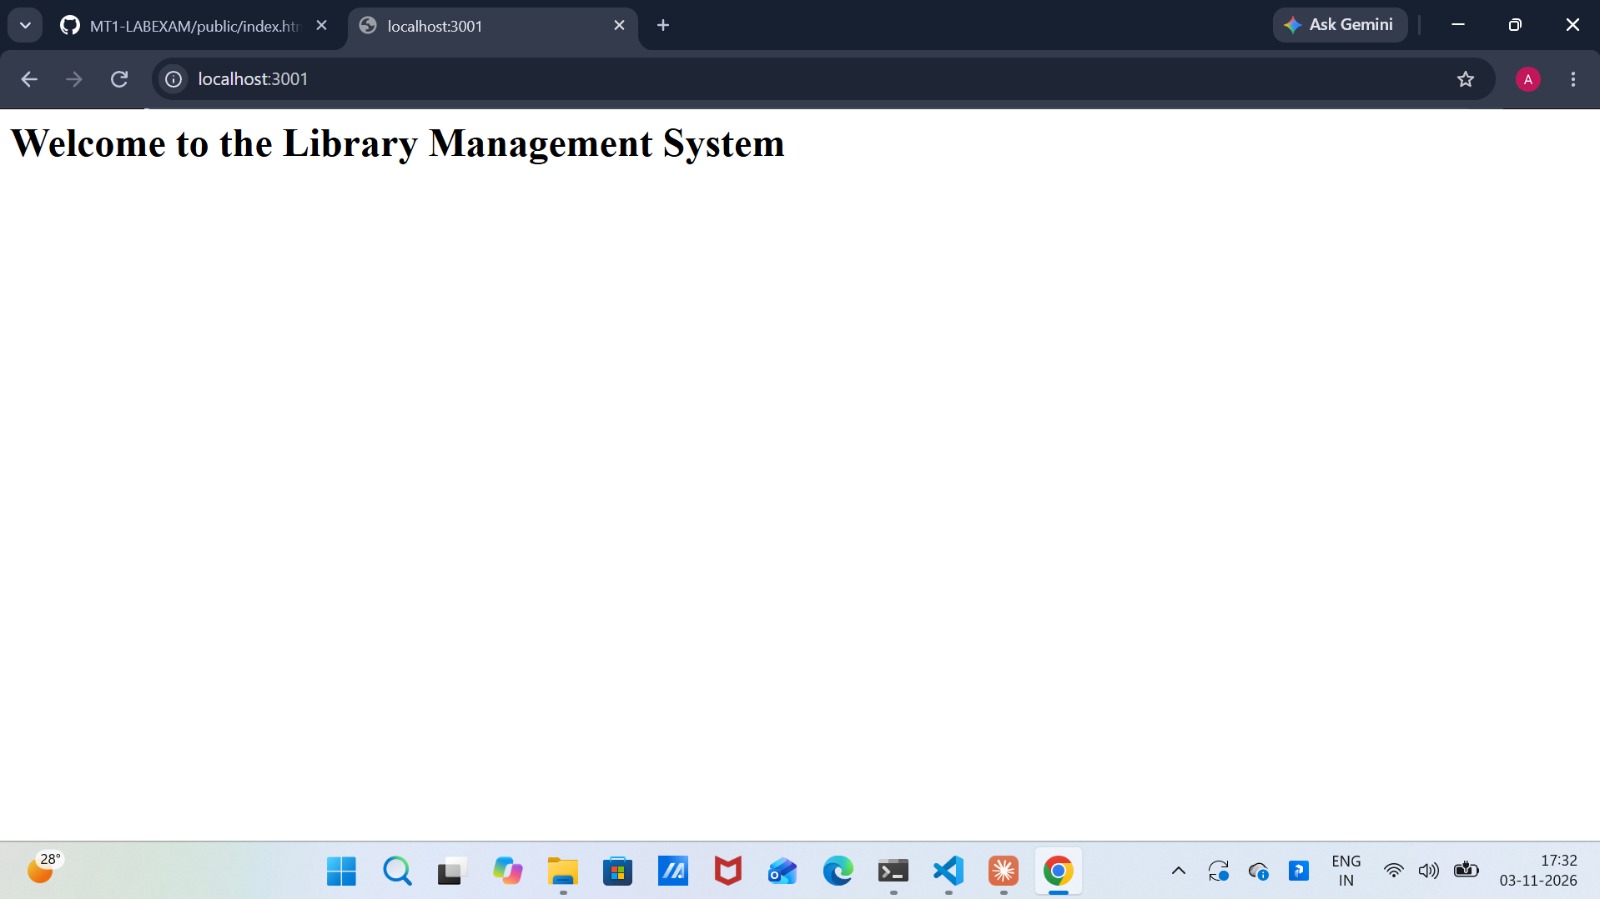 MT1-LABEXAM/public/index.htm
localhost:3001
Ask Gemini
localhost:3001
A
Welcome to the Library Management System
28°
ENG
IN
17:32
03-11-2026